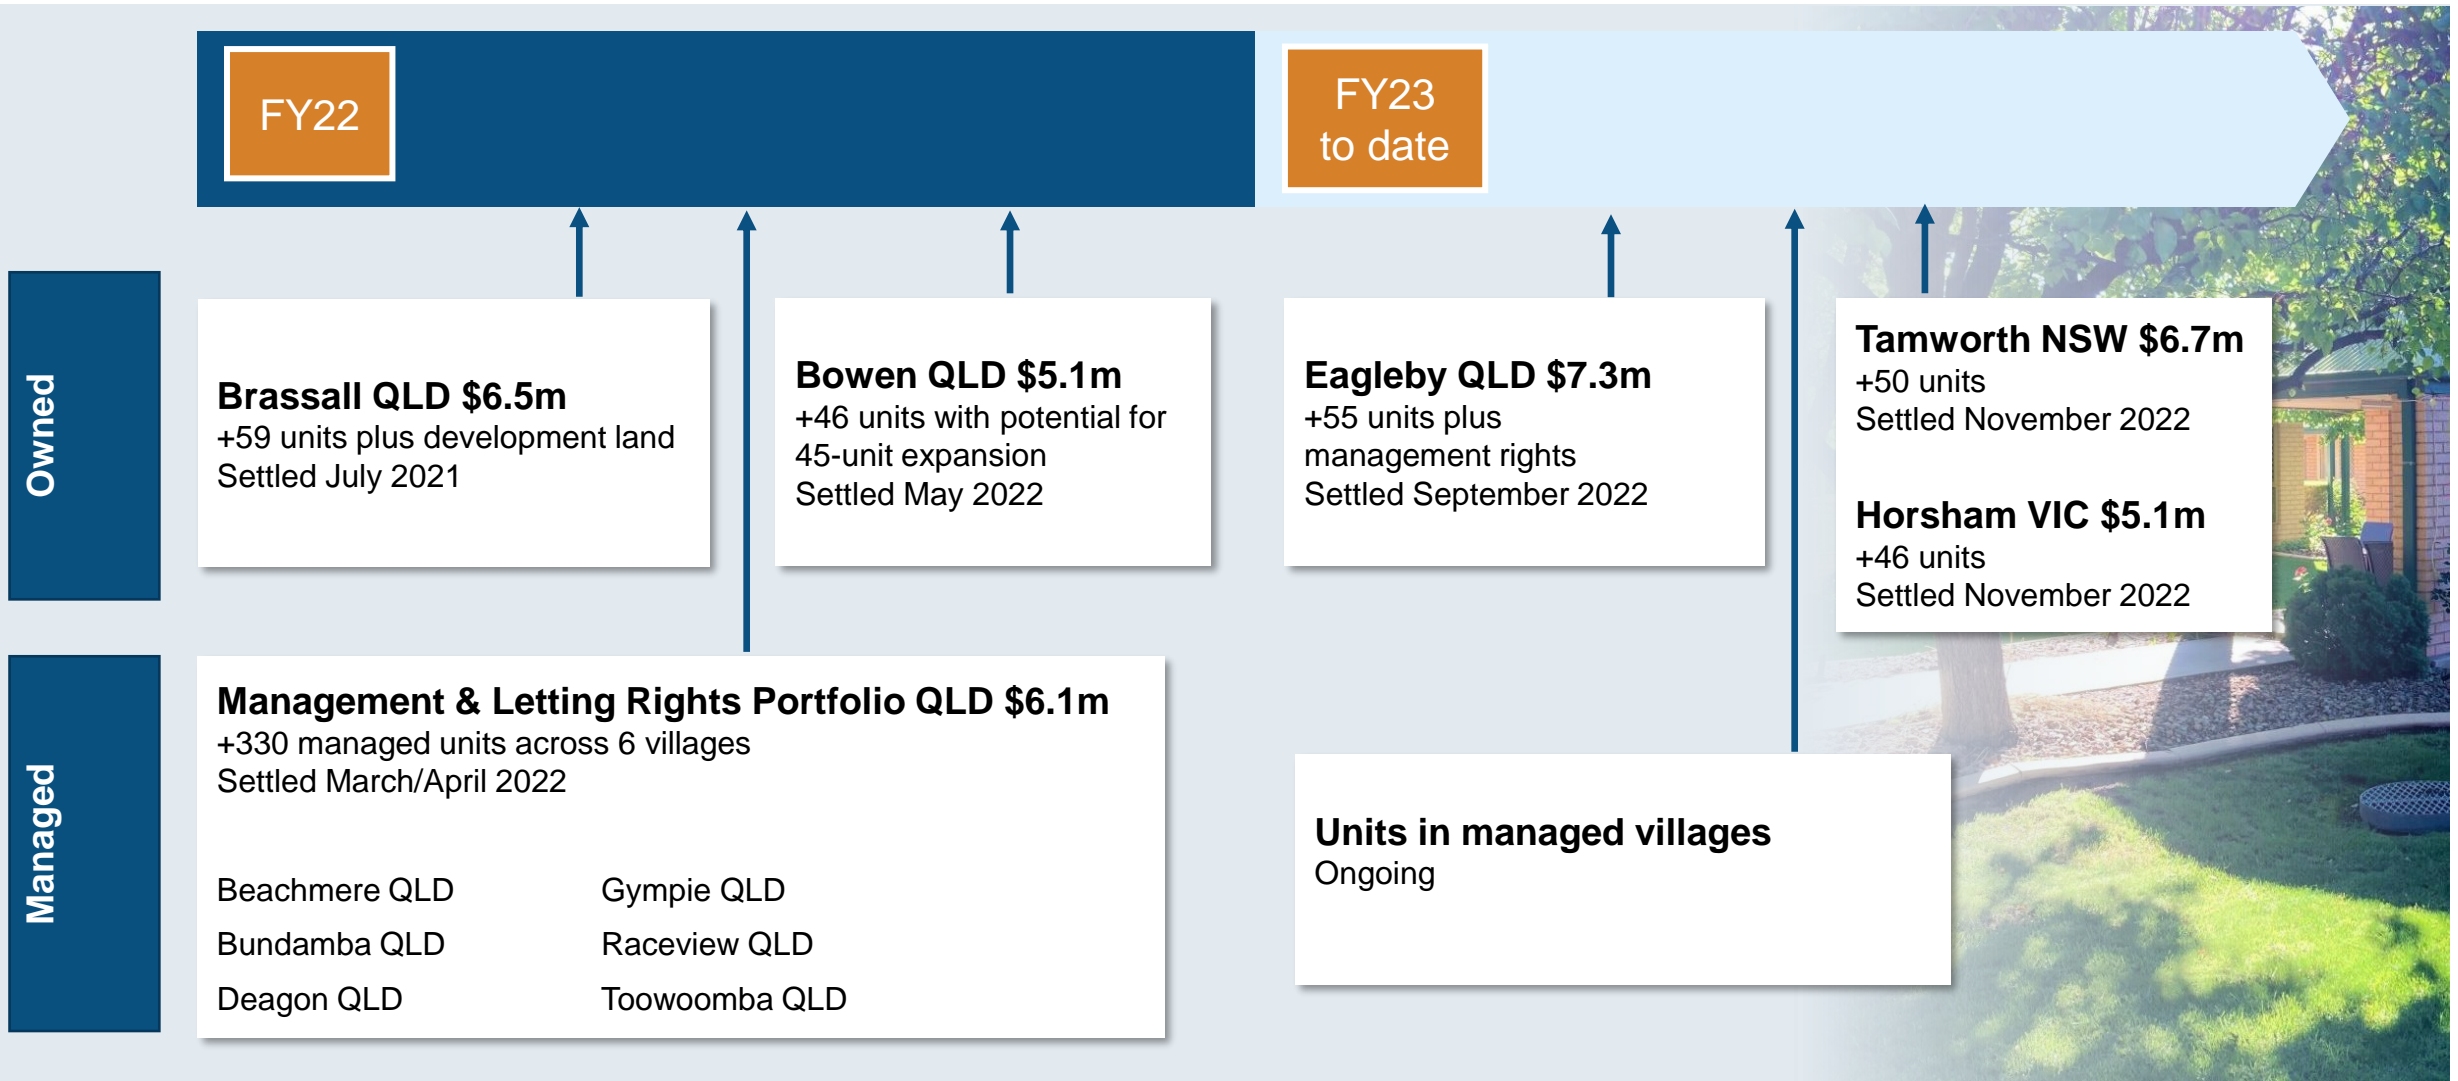 FY22
FY23
to date
Owned
Brassall QLD $6.5m
+59 units plus development land
Settled July 2021
Bowen QLD $5.1m
+46 units with potential for
45-unit expansion
Settled May 2022
Eagleby QLD $7.3m
+55 units plus
management rights
Settled September 2022
Tamworth NSW $6.7m
+50 units
Settled November 2022
Horsham VIC $5.1m
+46 units
Settled November 2022
Managed
Management & Letting Rights Portfolio QLD $6.1m
+330 managed units across 6 villages
Settled March/April 2022
Beachmere QLD
Gympie QLD
Bundamba QLD
Raceview QLD
Deagon QLD
Toowoomba QLD
Units in managed villages
Ongoing